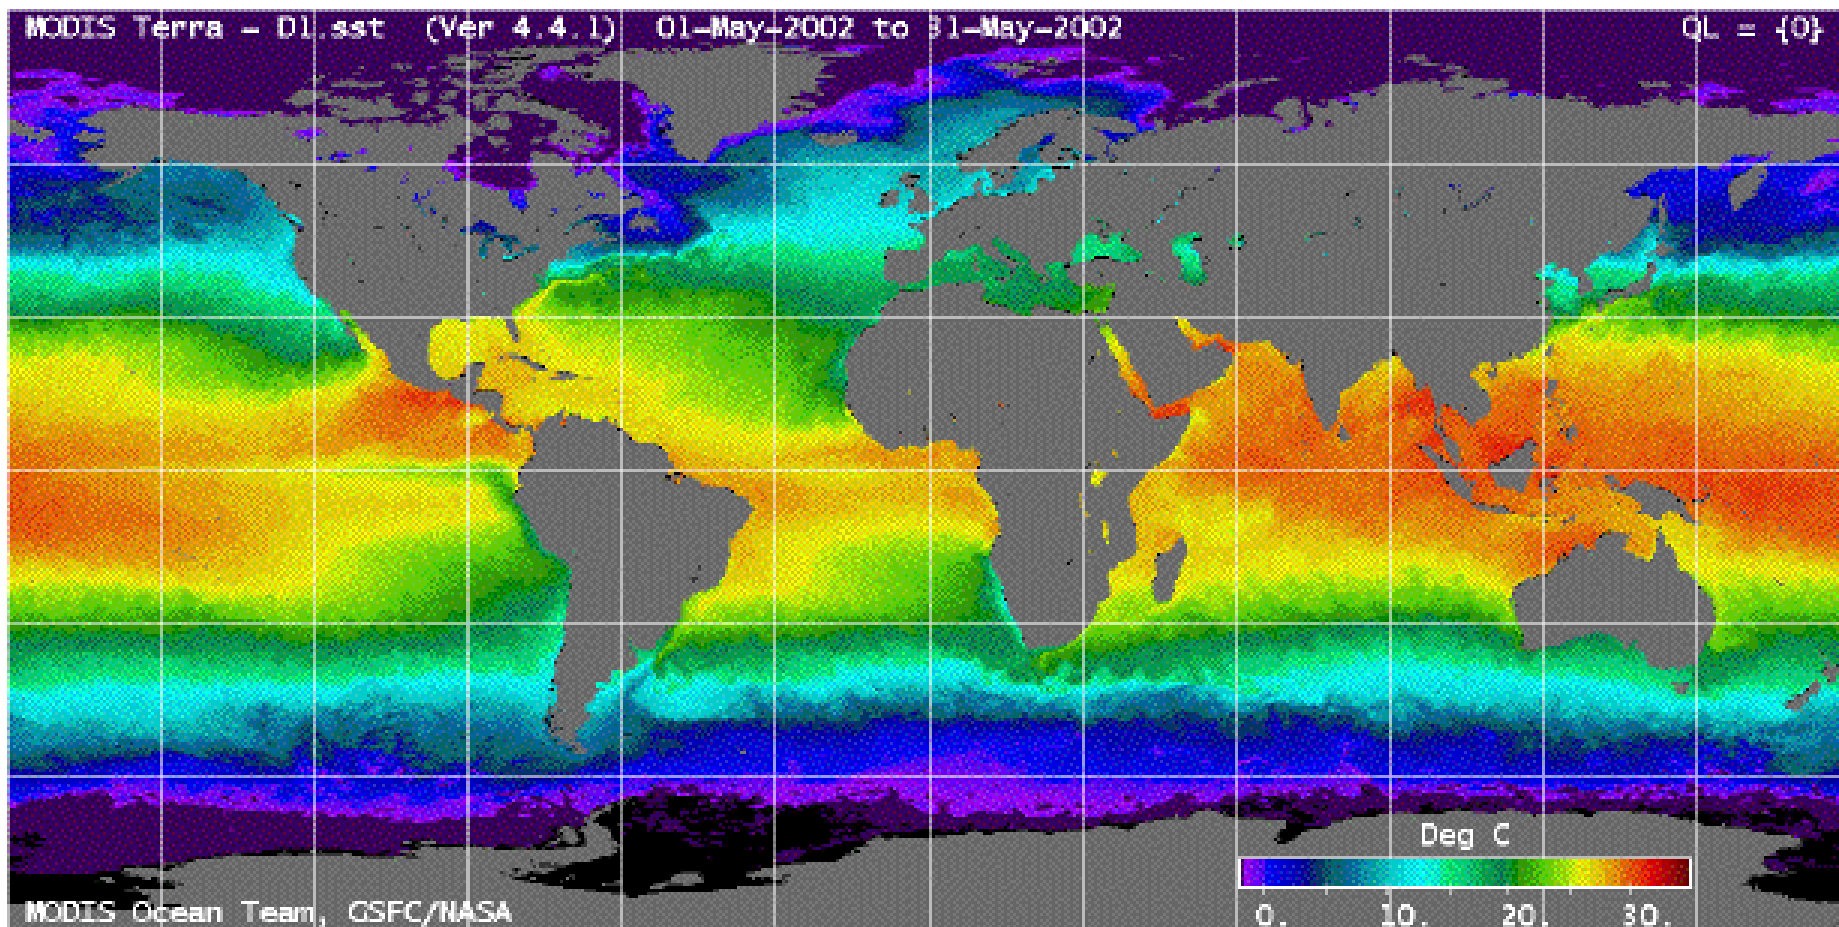 MODIS Terra - D1.sst (Ver 4.4.1) 01-May-2002 to 31-May-2002 QL = {0}
Deg C
0. 10. 20. 30.
MODIS Ocean Team, GSFC/NASA